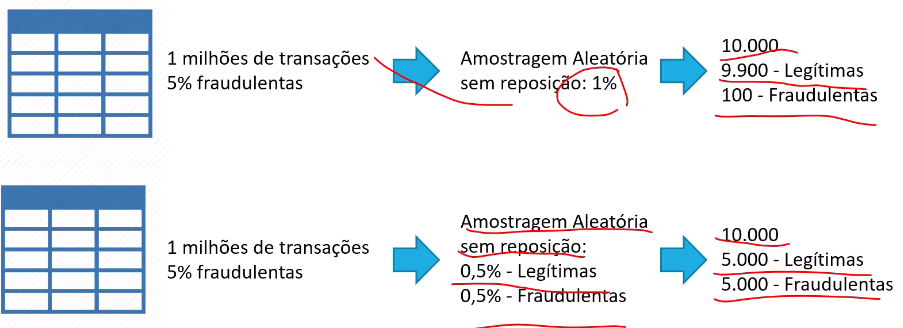 1 milhões de transações
5% fraudulentas
Amostragem Aleatória
sem reposição: 1%
10.000
9.900 - Legítimas
100 - Fraudulentas
1 milhões de transações
5% fraudulentas
Amostragem Aleatória
sem reposição:
0,5% - Legítimas
0,5% - Fraudulentas
10.000
5.000 - Legítimas
5.000 - Fraudulentas